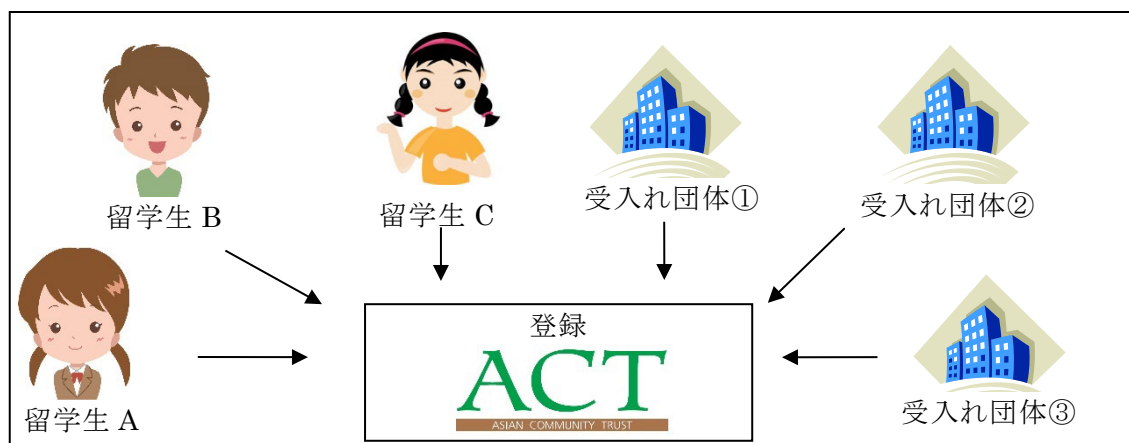 留学生 B
留学生 C
受入れ団体①
受入れ団体②
留学生 A
登録
ACT
ASIAN COMMUNITY TRUST
受入れ団体③